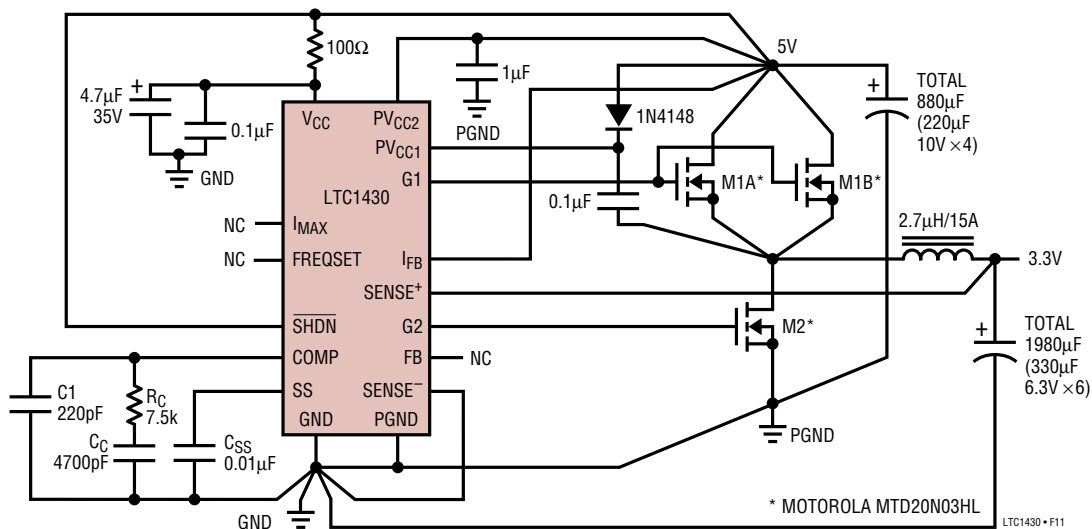 100Ω
5V
4.7µF
35V
+
0.1µF
GND
1µF
PGND
1N4148
+
TOTAL
880µF
(220µF
10V ×4)
VCC
PVCC2
PVCC1
G1
LTC1430
0.1µF
M1A*
M1B*
NC
IMAX
NC
FREQSET
IFB
SENSE+
2.7µH/15A
3.3V
SHDN
G2
M2*
COMP
FB
NC
SS
SENSE–
GND
PGND
+
TOTAL
1980µF
(330µF
6.3V ×6)
C1
220pF
RC
7.5k
CC
4700pF
CSS
0.01µF
PGND
GND
* MOTOROLA MTD20N03HL
LTC1430 • F11